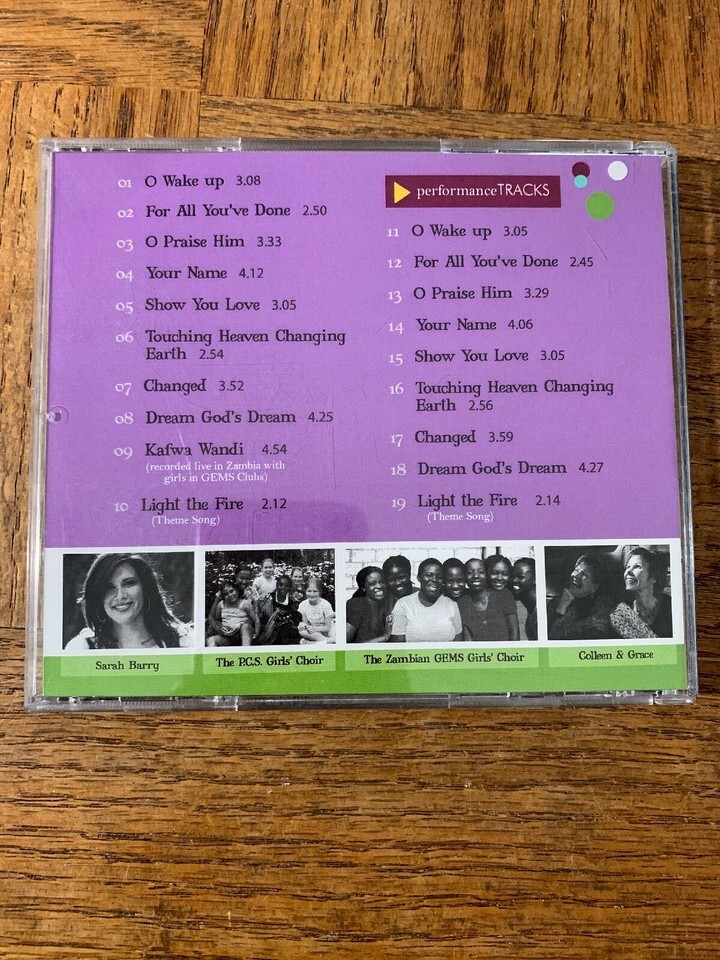 01 O Wake up 3.08
02 For All You've Done 2.50
03 O Praise Him 3.33
04 Your Name 4.12
05 Show You Love 3.05
06 Touching Heaven Changing
Earth 2.54
07 Changed 3.52
08 Dream God's Dream 4.25
09 Kafwa Wandi 4.54
(recorded live in Zambia with
girls in GEMS Clubs)
10 Light the Fire 2.12
(Theme Song)
performanceTRACKS
11 O Wake up 3.05
12 For All You've Done 2.45
13 O Praise Him 3.29
14 Your Name 4.06
15 Show You Love 3.05
16 Touching Heaven Changing
Earth 2.56
17 Changed 3.59
18 Dream God's Dream 4.27
19 Light the Fire 2.14
(Theme Song)
Sarah Barry
The P.C.S. Girls' Choir
The Zambian GEMS Girls' Choir
Colleen & Grace